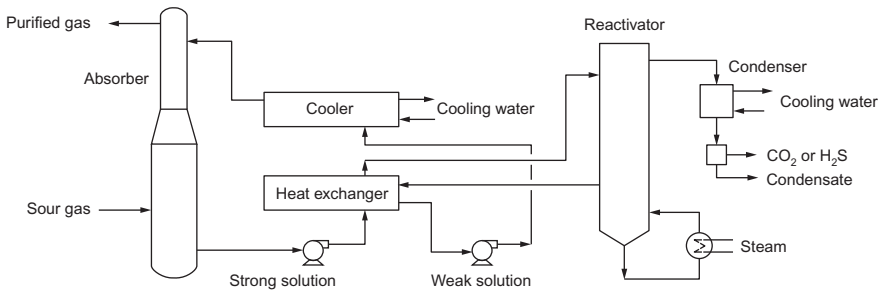 Purified gas
Absorber
Sour gas
Cooler
Cooling water
Heat exchanger
Strong solution
Weak solution
Reactivator
Condenser
Cooling water
CO₂ or H₂S
Condensate
Steam